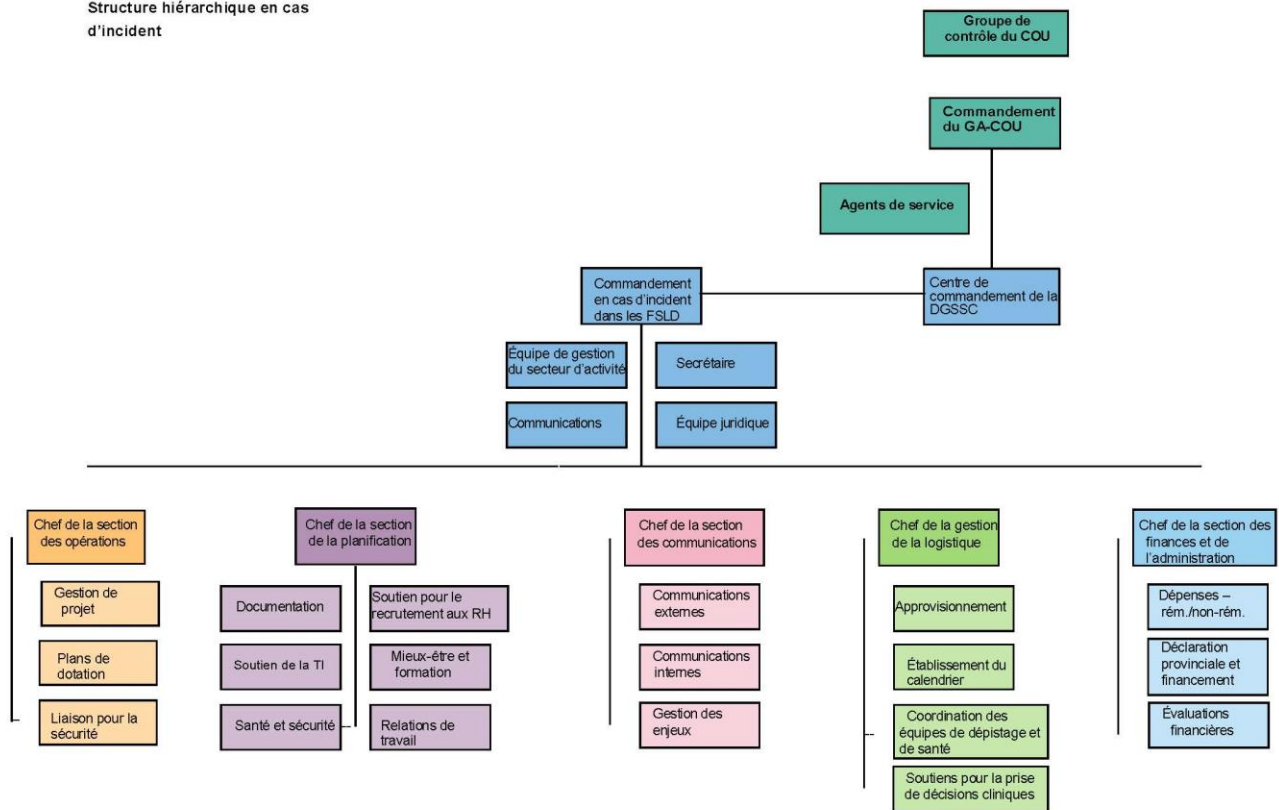 Structure hiérarchique en cas
d'incident
Groupe de
contrôle du COU
Commandement
du GA-COU
Agents de service
Commandement
en cas d'incident
dans les FSLD
Centre de
commandement de la
DGSSC
Équipe de gestion
du secteur d'activité
Secrétaire
Communications
Équipe juridique
Chef de la section
des opérations
Gestion de
projet
Plans de
dotation
Liaison pour la
sécurité
Chef de la section
de la planification
Documentation
Soutien pour le
recrutement aux RH
Soutien de la TI
Mieux-être et
formation
Santé et sécurité
Relations de
travail
Chef de la section
des communications
Communications
externes
Communications
internes
Gestion des
enjeux
Chef de la gestion
de la logistique
Approvisionnement
Établissement du
calendrier
Coordination des
équipes de dépistage et
de santé
Soutiens pour la prise
de décisions cliniques
Chef de la section des
finances et de
l'administration
Dépenses –
rém./non-rém.
Déclaration
provinciale et
financement
Évaluations
financières